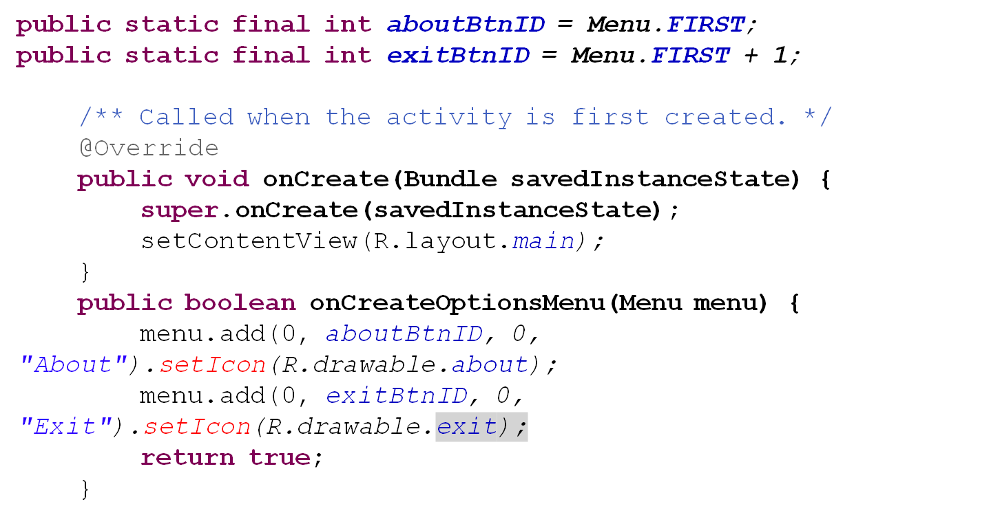 public static final int aboutBtnID = Menu.FIRST;
public static final int exitBtnID = Menu.FIRST + 1;
/** Called when the activity is first created. */
@Override
public void onCreate(Bundle savedInstanceState) {
super.onCreate(savedInstanceState);
setContentView(R.layout.main);
}
public boolean onCreateOptionsMenu(Menu menu) {
menu.add(0, aboutBtnID, 0,
"About").setIcon(R.drawable.about);
menu.add(0, exitBtnID, 0,
"Exit").setIcon(R.drawable.exit);
return true;
}